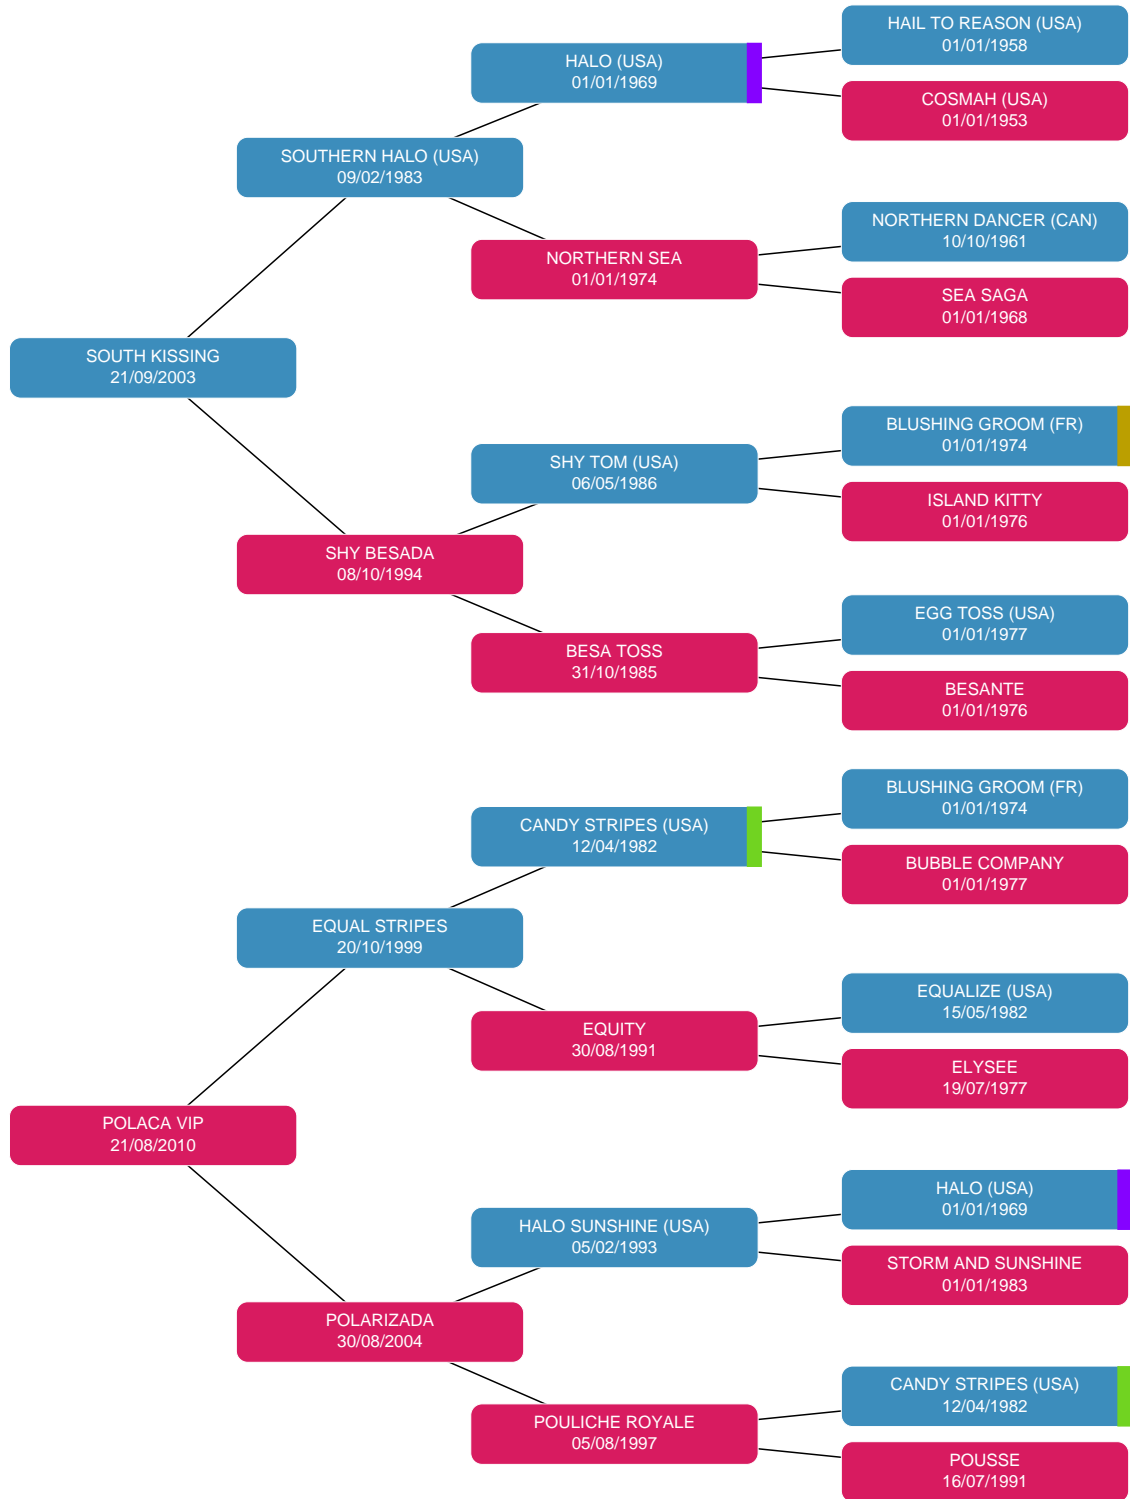 HAIL TO REASON (USA)
01/01/1958
HALO (USA)
01/01/1969
COSMAH (USA)
01/01/1953
SOUTHERN HALO (USA)
09/02/1983
NORTHERN DANCER (CAN)
10/10/1961
NORTHERN SEA
01/01/1974
SEA SAGA
01/01/1968
SOUTH KISSING
21/09/2003
BLUSHING GROOM (FR)
01/01/1974
SHY TOM (USA)
06/05/1986
ISLAND KITTY
01/01/1976
SHY BESADA
08/10/1994
EGG TOSS (USA)
01/01/1977
BESA TOSS
31/10/1985
BESANTE
01/01/1976
BLUSHING GROOM (FR)
01/01/1974
CANDY STRIPES (USA)
12/04/1982
BUBBLE COMPANY
01/01/1977
EQUAL STRIPES
20/10/1999
EQUALIZE (USA)
15/05/1982
EQUITY
30/08/1991
ELYSEE
19/07/1977
POLACA VIP
21/08/2010
HALO (USA)
01/01/1969
HALO SUNSHINE (USA)
05/02/1993
STORM AND SUNSHINE
01/01/1983
POLARIZADA
30/08/2004
CANDY STRIPES (USA)
12/04/1982
POULICHE ROYALE
05/08/1997
POUSSE
16/07/1991